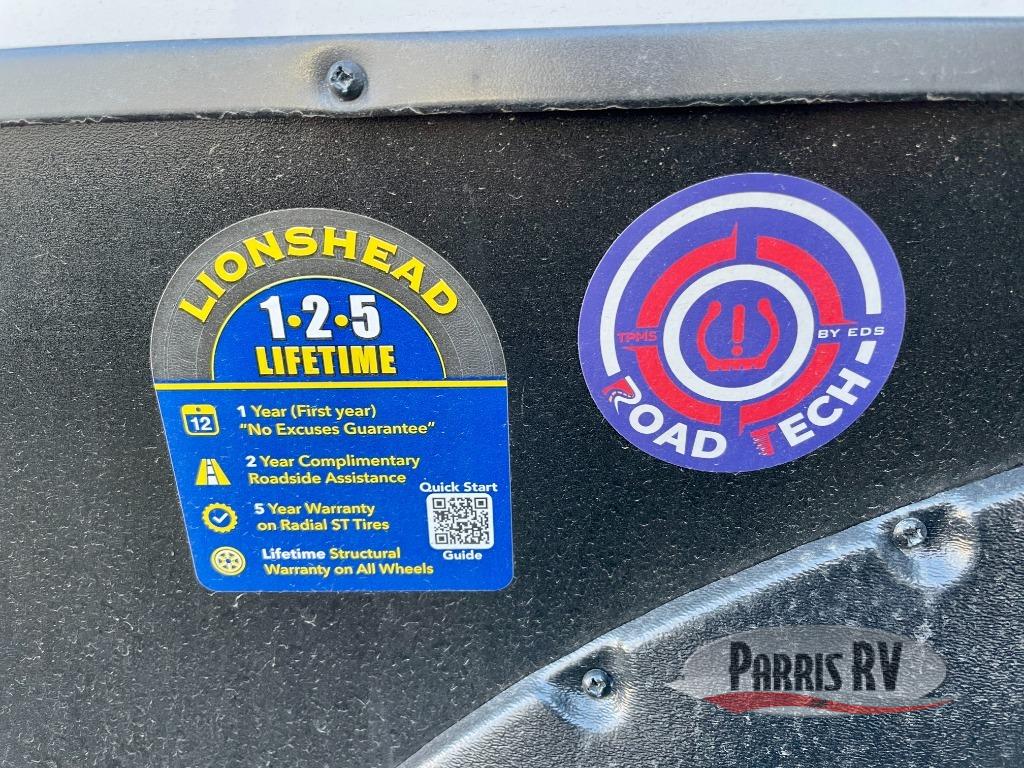 LIONSHEAD
1·2·5
LIFETIME
12
1 Year (First year)
"No Excuses Guarantee"
2 Year Complimentary
Roadside Assistance
5 Year Warranty
on Radial ST Tires
Lifetime Structural
Warranty on All Wheels
Quick Start
Guide
TPMS
BY EDS
ROAD TECH
PARRIS RV